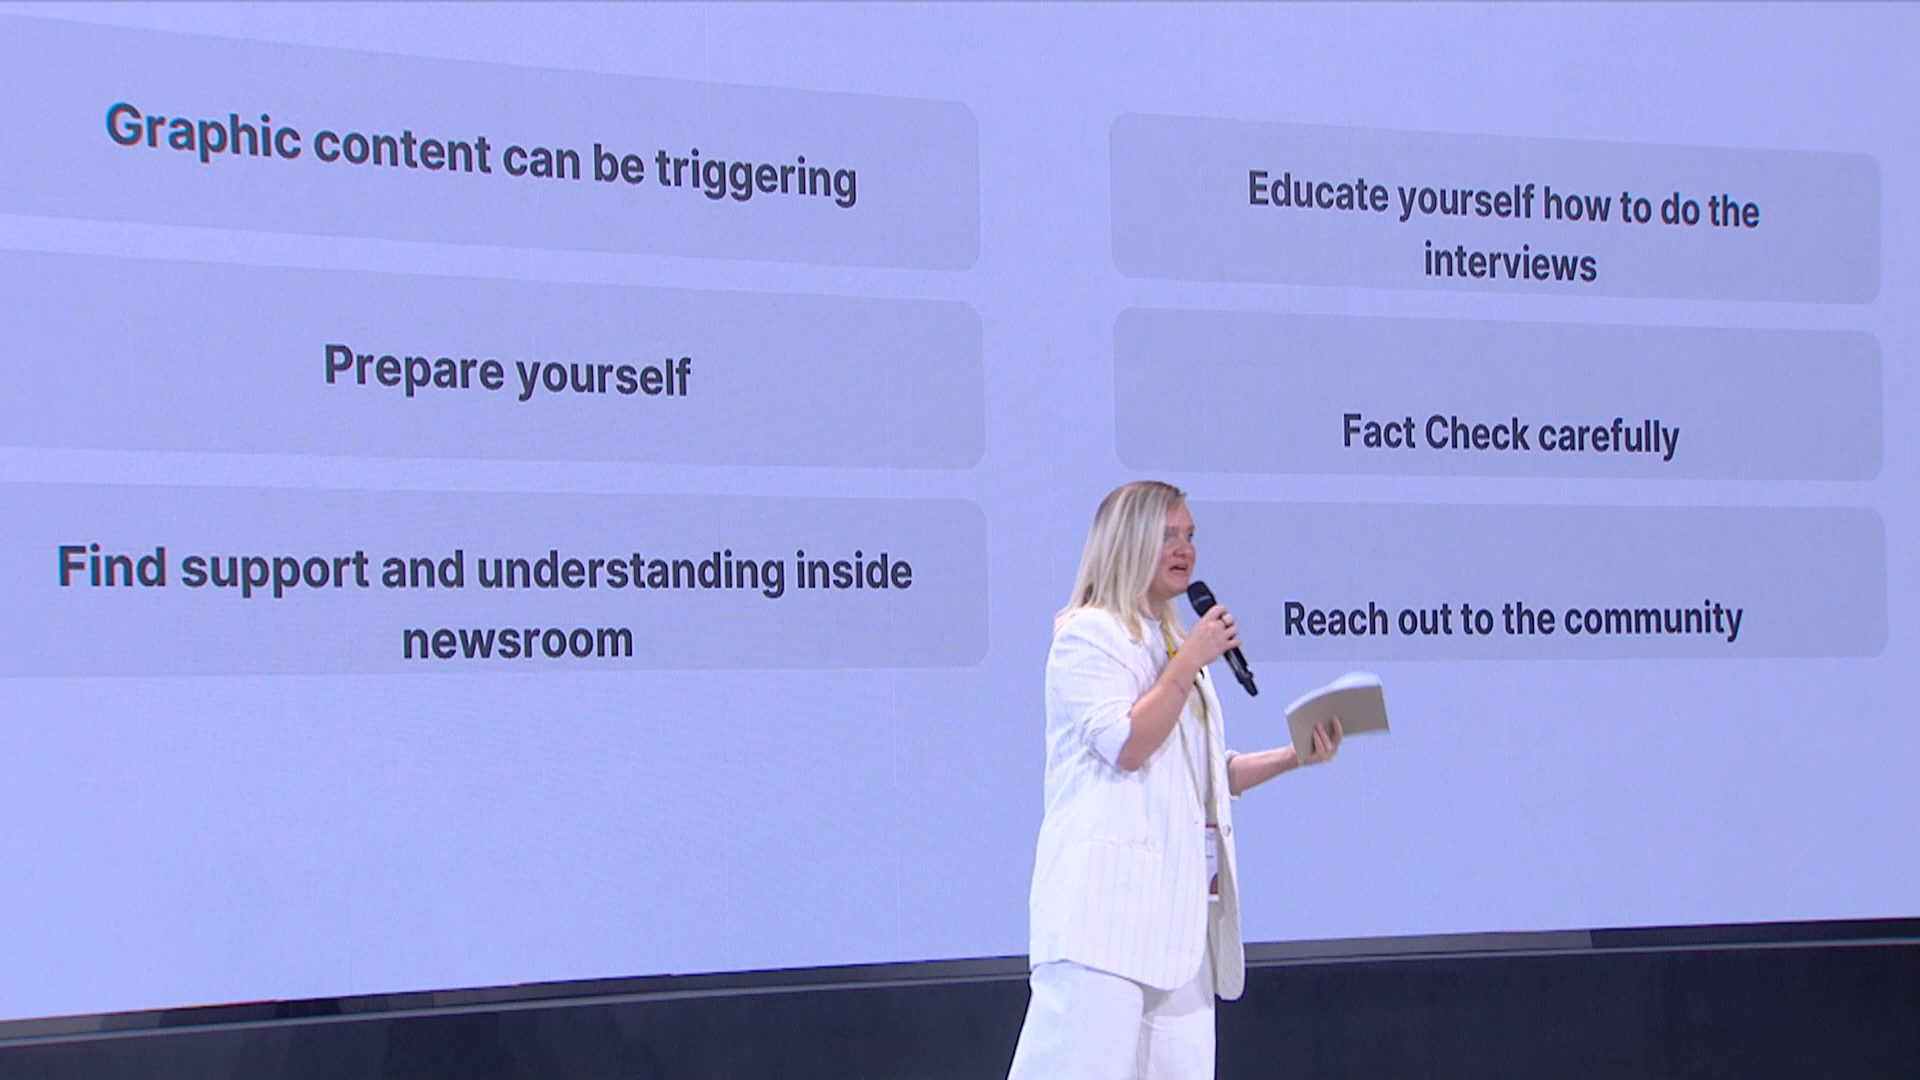 Graphic content can be triggering
Prepare yourself
Find support and understanding inside
newsroom
Educate yourself how to do the
interviews
Fact Check carefully
Reach out to the community